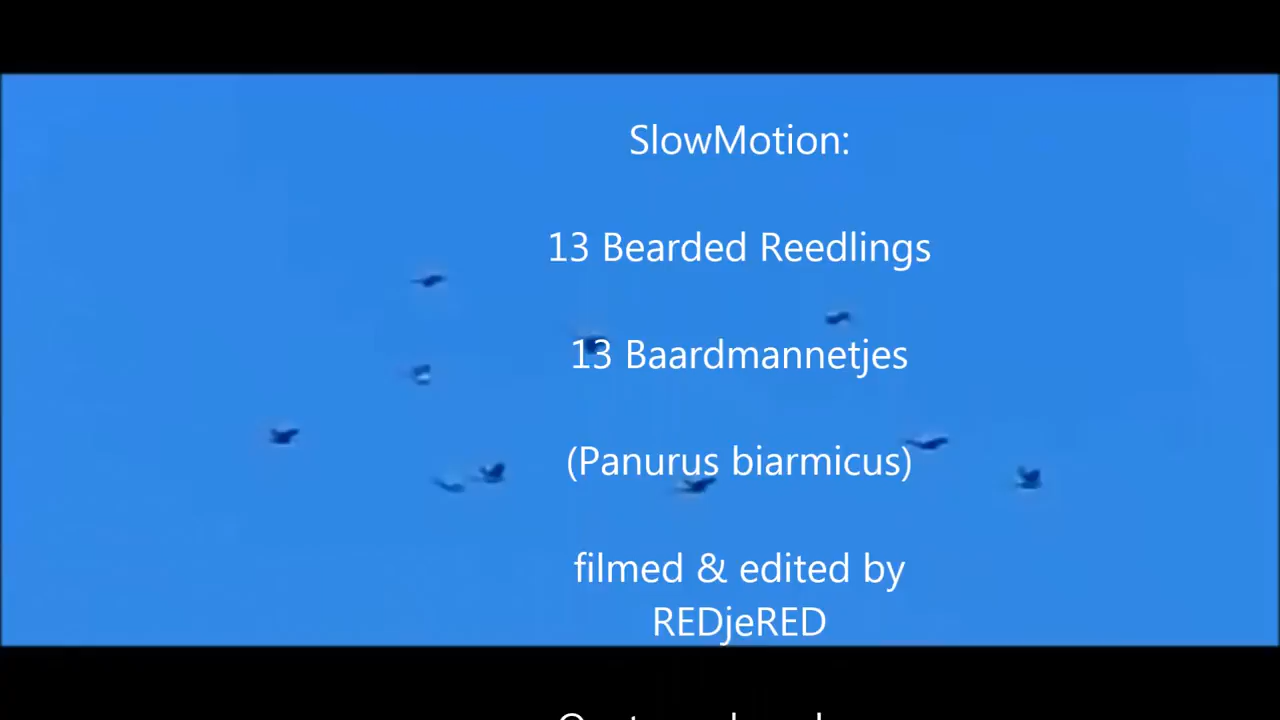 SlowMotion:
13 Bearded Reedlings
13 Baardmannetjes
(Panurus biarmicus)
filmed & edited by
REDjeRED